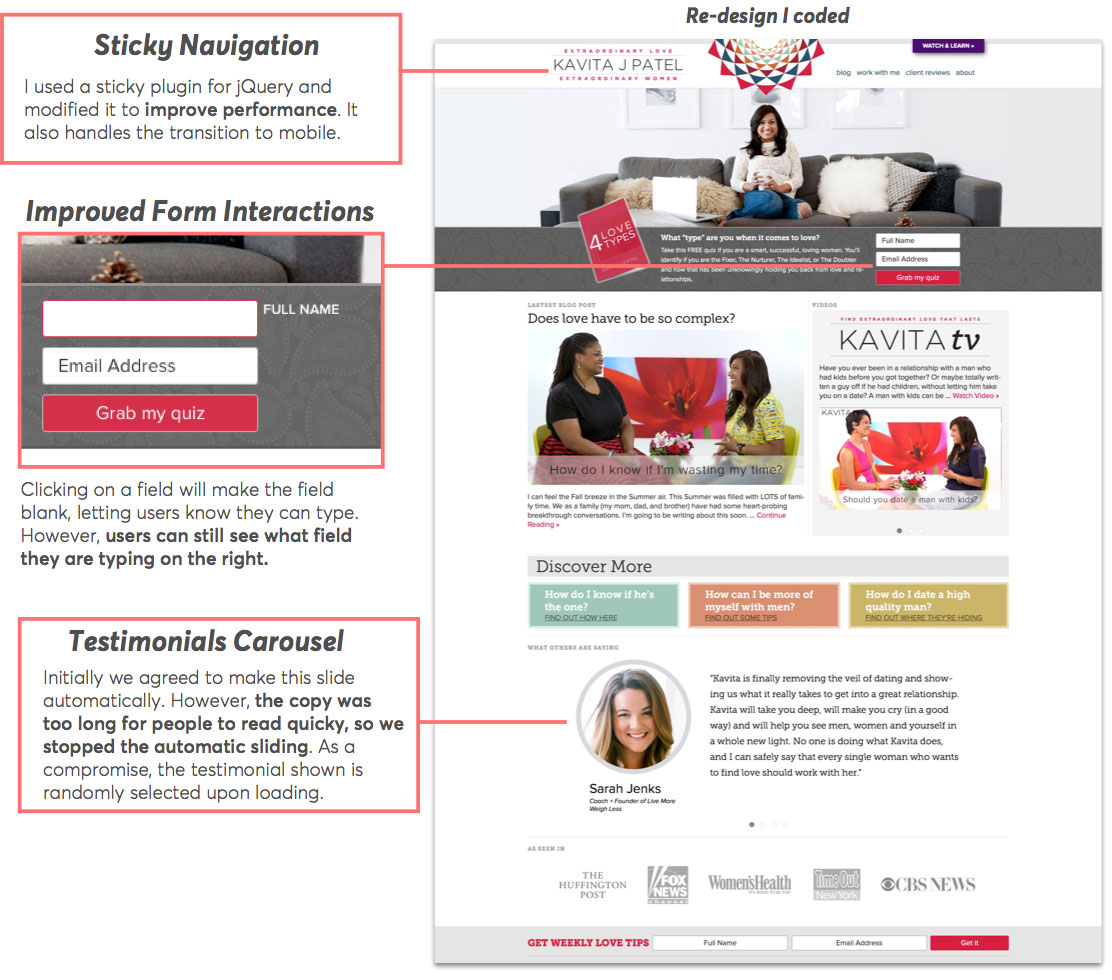 Re-design I coded
Sticky Navigation
I used a sticky plugin for jQuery and
modified it to improve performance. It
also handles the transition to mobile.
Improved Form Interactions
FULL NAME
Email Address
Grab my quiz
Clicking on a field will make the field
blank, letting users know they can type.
However, users can still see what field
they are typing on the right.
Testimonials Carousel
Initially we agreed to make this slide
automatically. However, the copy was
too long for people to read quicky, so we
stopped the automatic sliding. As a
compromise, the testimonial shown is
randomly selected upon loading.
EXTRAORDINARY LOVE
KAVITA J PATEL
EXTRAORDINARY WOMEN
WATCH & LEARN »
blog work with me client reviews about
4 LOVE
TYPES
What "type" are you when it comes to love?
Take this FREE quiz if you are a smart, successful, loving woman. You'll
identify if you are the Fixer, The Nurturer, The Idealist, or The Doubter
and how that has been unknowingly holding you back from love and re-
lationships.
Full Name
Email Address
Grab my quiz
LASTEST BLOG POST
Does love have to be so complex?
How do I know if I'm wasting my time?
I can feel the Fall breeze in the Summer air. This Summer was filled with LOTS of fami-
ly time. We as a family (my mom, dad, and brother) have had some heart-probing
breakthrough conversations. I'm going to be writing about this soon. ... Continue
Reading »
VIDEOS
FIND EXTRAORDINARY LOVE THAT LASTS
KAVITA tv
Have you ever been in a relationship with a man who
had kids before you got together? Or maybe totally writ-
ten a guy off if he had children, without letting him take
you on a date? A man with kids can be ... Watch Video »
KAVITA
Should you date a man with kids?
Discover More
How do I know if he's
the one?
FIND OUT HOW HERE
How can I be more of
myself with men?
FIND OUT SOME TIPS
How do I date a high
quality man?
FIND OUT WHERE THEY'RE HIDING
WHAT OTHERS ARE SAYING
"Kavita is finally removing the veil of dating and show-
ing us what it really takes to get into a great relationship.
Kavita will take you deep, will make you cry (in a good
way) and will help you see men, women and yourself in
a whole new light. No one is doing what Kavita does,
and I can safely say that every single woman who wants
to find love should work with her."
Sarah Jenks
Coach + Founder of Live More
Weigh Less
AS SEEN IN
THE
HUFFINGTON
POST
FOX
NEWS
channel
Women'sHealth
IT'S GOOD TO BE YOU
TimeOut
New York
CBS NEWS
GET WEEKLY LOVE TIPS
Full Name
Email Address
Get it